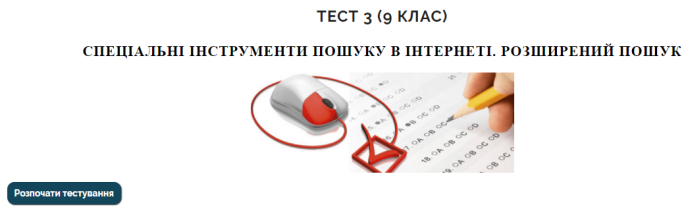 ТЕСТ 3 (9 КЛАС)
СПЕЦІАЛЬНІ ІНСТРУМЕНТИ ПОШУКУ В ІНТЕРНЕТІ. РОЗШИРЕНИЙ ПОШУК
Розпочати тестування